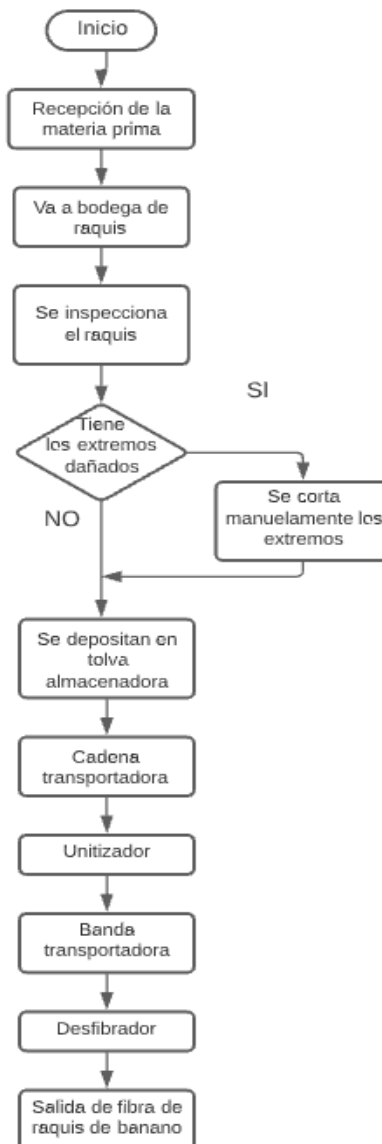 Inicio
Recepción de la
materia prima
Va a bodega de
raquis
Se inspecciona
el raquis
SI
Tiene
los extremos
dañados
NO
Se corta
manuelamente los
extremos
Se depositan en
tolva
almacenadora
Cadena
transportadora
Unitizador
Banda
transportadora
Desfibrador
Salida de fibra de
raquis de banano